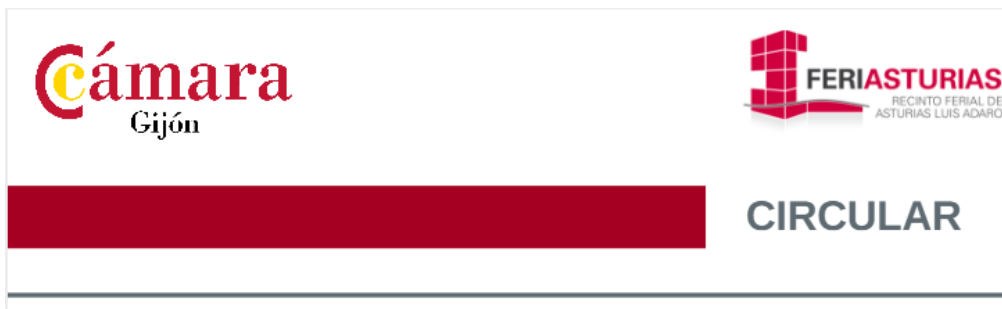 Cámara
Gijón
FERIASTURIAS
RECINTO FERIAL DE
ASTURIAS LUIS ADARO
CIRCULAR